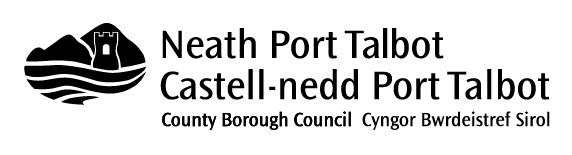 Neath Port Talbot
Castell-nedd Port Talbot
County Borough Council Cyngor Bwrdeistref Sirol